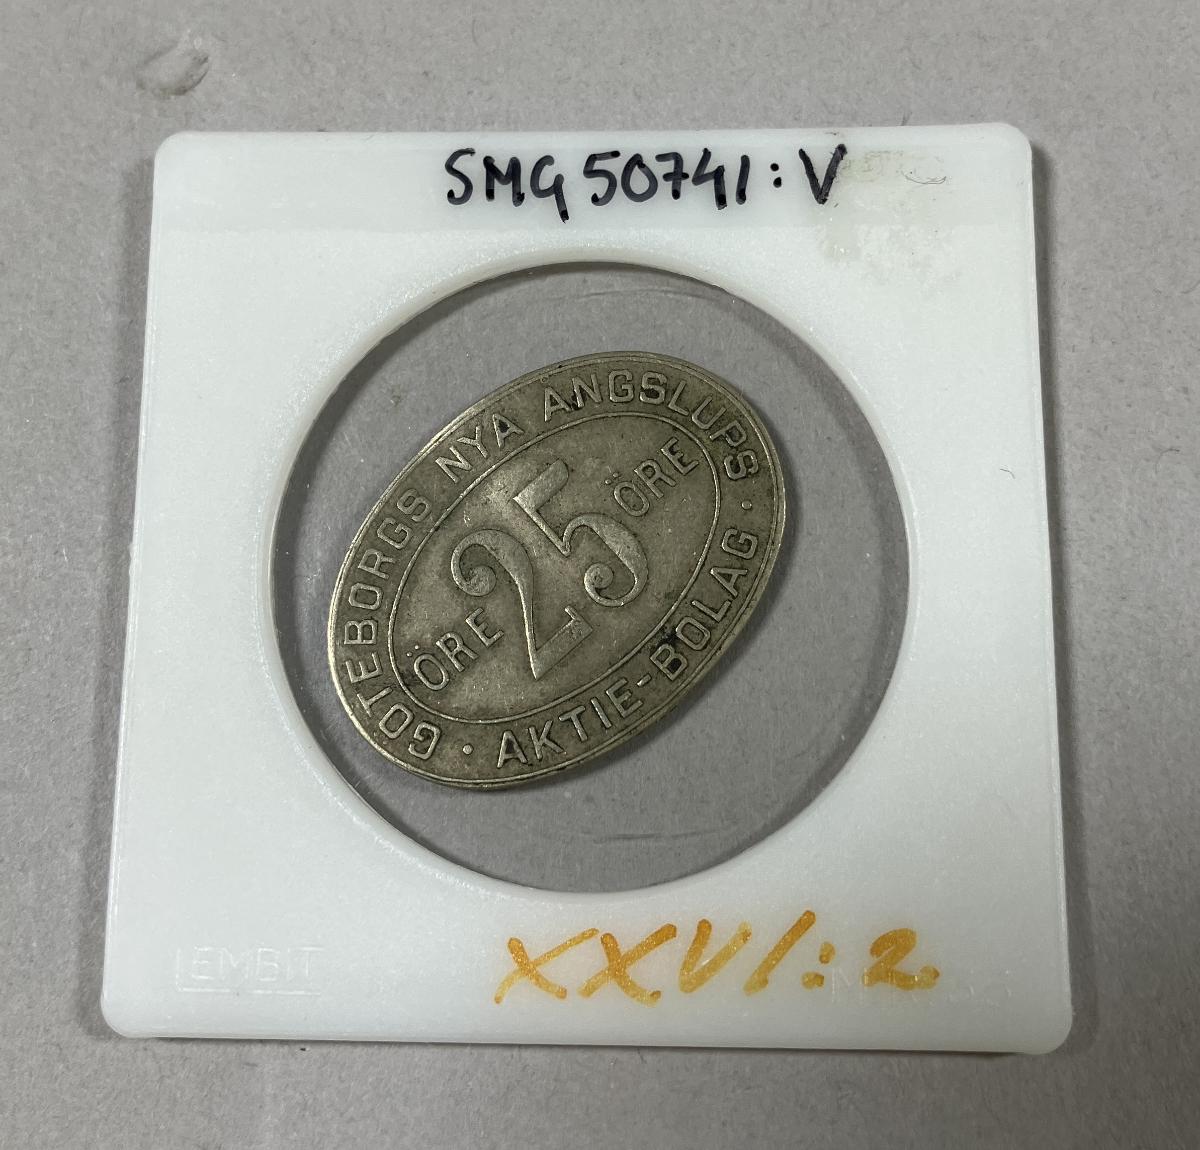 SMG 50741:V
GÖTEBORGS NYA ÅNGSLUPS
ÖRE 25 ÖRE
· AKTIE-BOLAG ·
LEMBIT
XXVI:2.